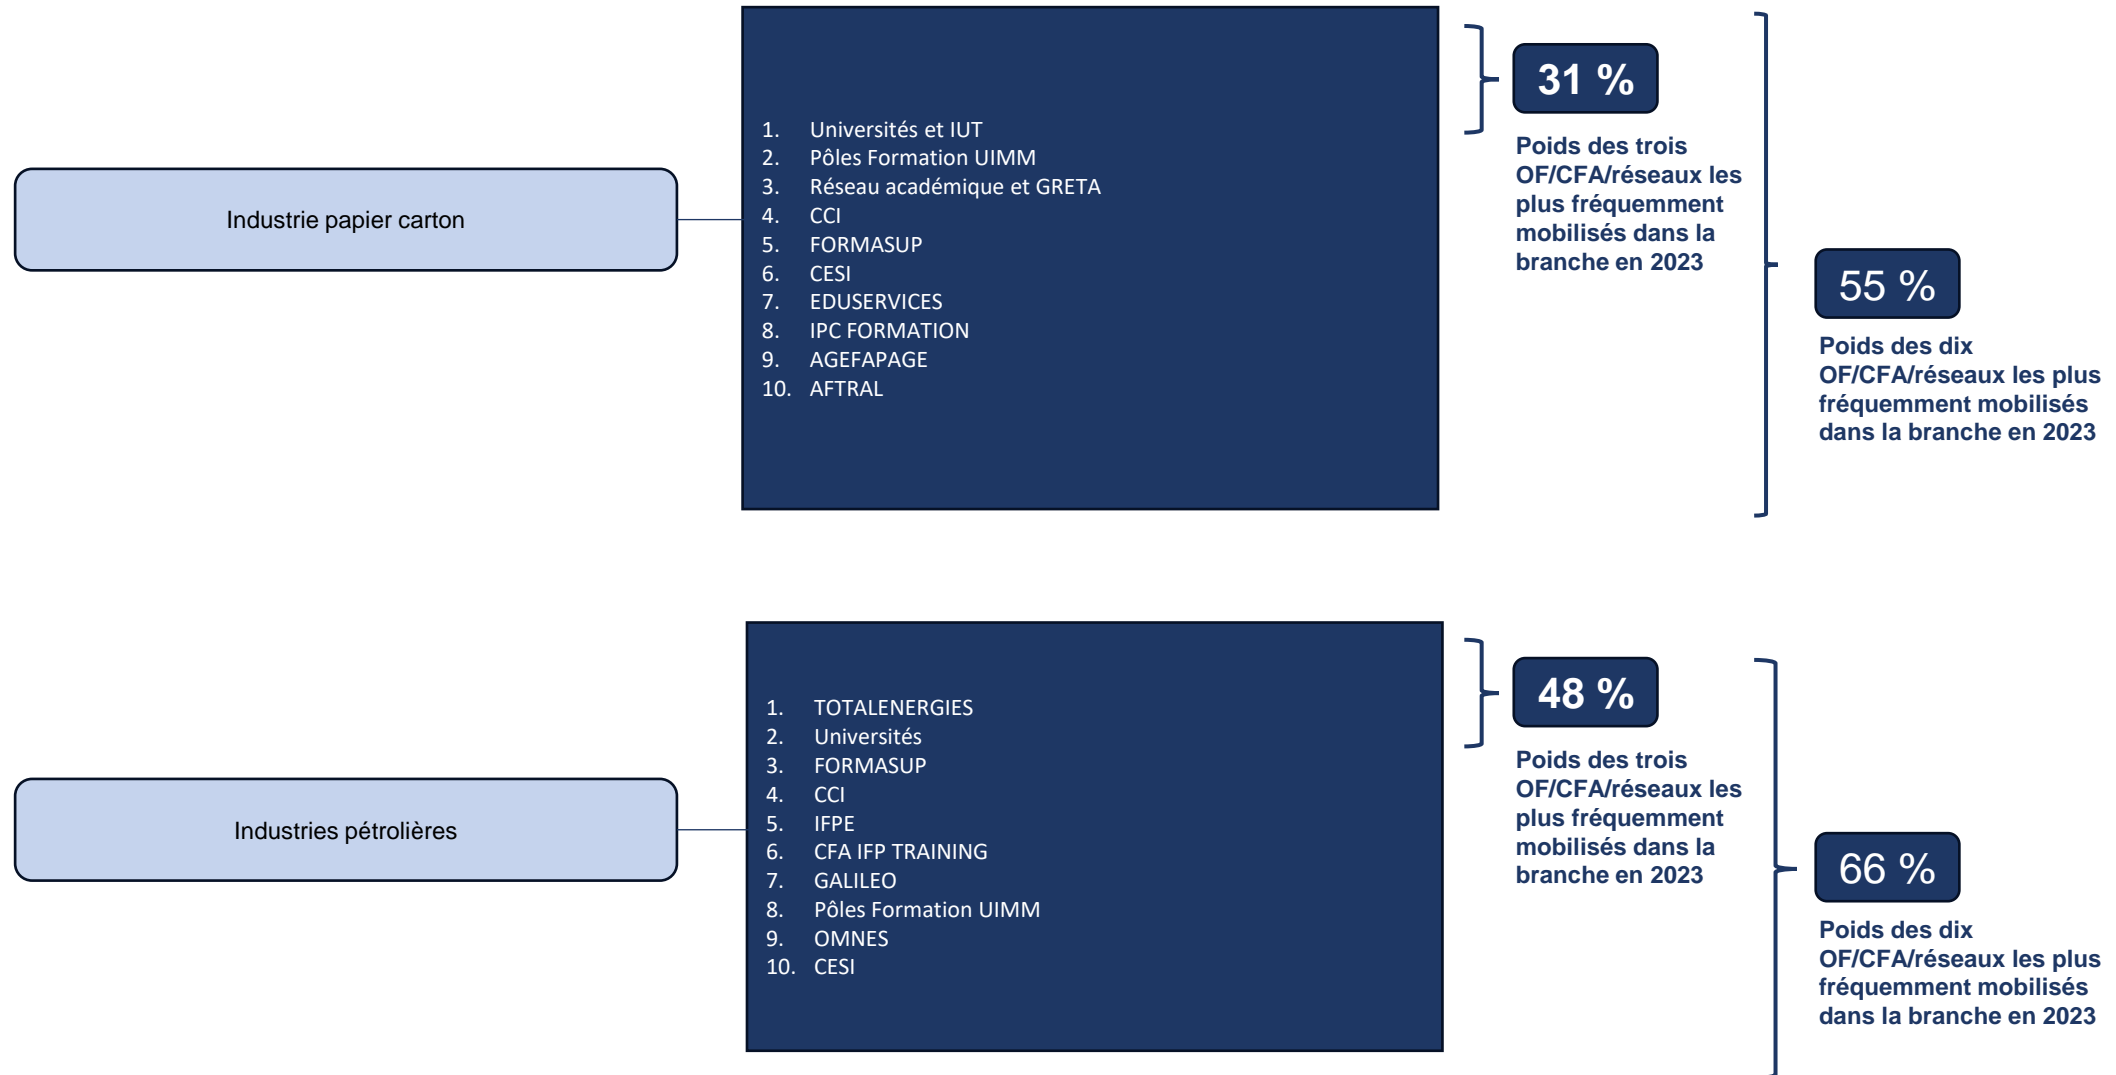 Industrie papier carton
1. Universités et IUT
2. Pôles Formation UIMM
3. Réseau académique et GRETA
4. CCI
5. FORMASUP
6. CESI
7. EDUSERVICES
8. IPC FORMATION
9. AGEFAPAGE
10. AFTRAL
31 %
Poids des trois
OF/CFA/réseaux les
plus fréquemment
mobilisés dans la
branche en 2023
55 %
Poids des dix
OF/CFA/réseaux les plus
fréquemment mobilisés
dans la branche en 2023
Industries pétrolières
1. TOTALENERGIES
2. Universités
3. FORMASUP
4. CCI
5. IFPE
6. CFA IFP TRAINING
7. GALILEO
8. Pôles Formation UIMM
9. OMNES
10. CESI
48 %
Poids des trois
OF/CFA/réseaux les
plus fréquemment
mobilisés dans la
branche en 2023
66 %
Poids des dix
OF/CFA/réseaux les plus
fréquemment mobilisés
dans la branche en 2023